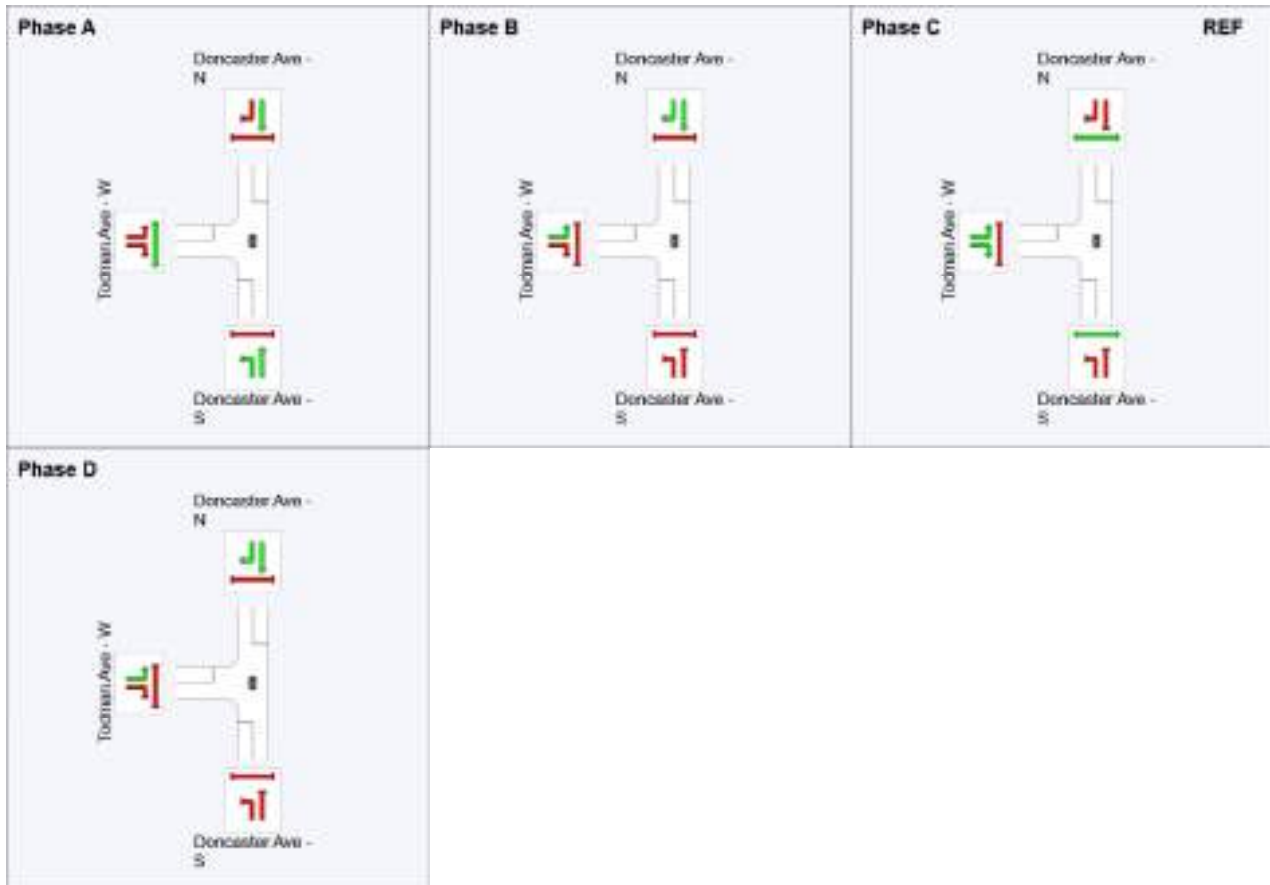 Phase A
Doncaster Ave -
N
Todman Ave - W
Doncaster Ave -
S
Phase B
Doncaster Ave -
N
Todman Ave - W
Doncaster Ave -
S
Phase C
REF
Doncaster Ave -
N
Todman Ave - W
Doncaster Ave -
S
Phase D
Doncaster Ave -
N
Todman Ave - W
Doncaster Ave -
S